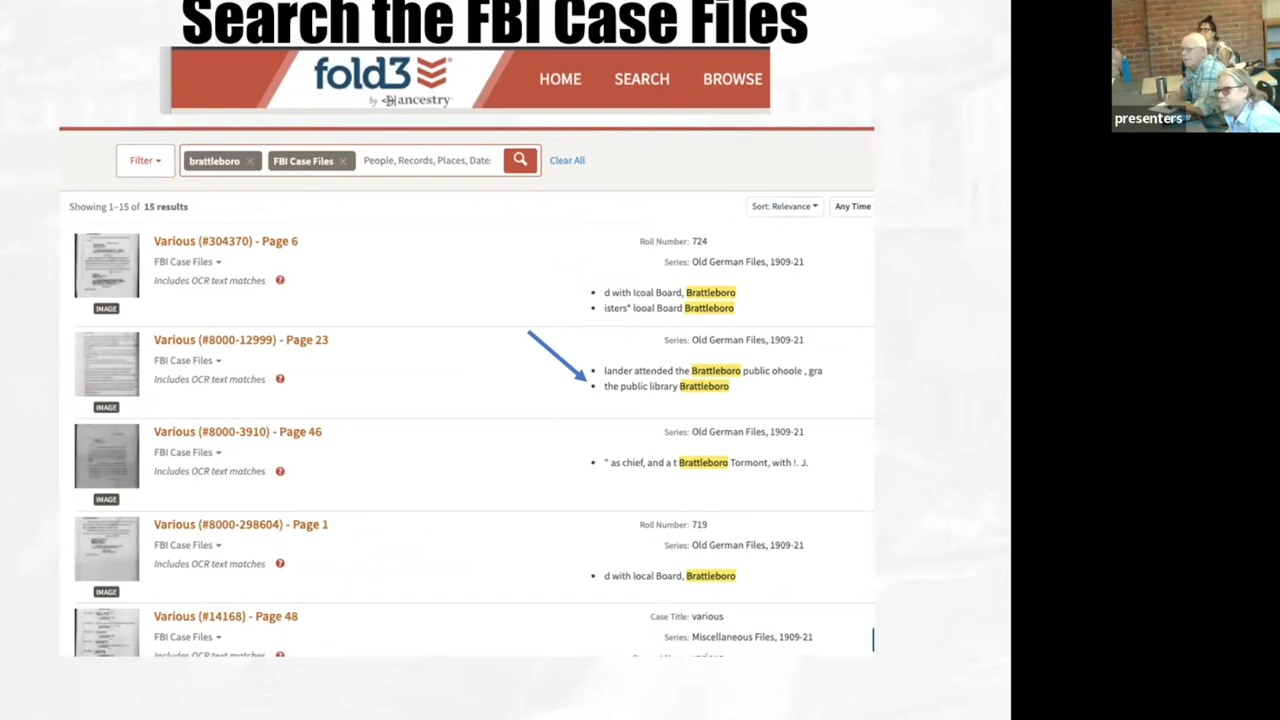 Search the FBI Case Files
fold3
by ancestry
HOME SEARCH BROWSE
Filter brattleboro × FBI Case Files × People, Records, Places, Date: Clear All
Showing 1–15 of 15 results Sort: Relevance Any Time
Various (#304370) - Page 6 Roll Number: 724
FBI Case Files Series: Old German Files, 1909-21
Includes OCR text matches ?
• d with Icoal Board, Brattleboro
• isters" looal Board Brattleboro
IMAGE
Various (#8000-12999) - Page 23 Series: Old German Files, 1909-21
FBI Case Files
Includes OCR text matches ?
• lander attended the Brattleboro public ohoole , gra
• the public library Brattleboro
IMAGE
Various (#8000-3910) - Page 46 Series: Old German Files, 1909-21
FBI Case Files
Includes OCR text matches ?
• " as chief, and a t Brattleboro Tormont, with !. J.
IMAGE
Various (#8000-298604) - Page 1 Roll Number: 719
FBI Case Files Series: Old German Files, 1909-21
Includes OCR text matches ?
• d with local Board, Brattleboro
IMAGE
Various (#14168) - Page 48 Case Title: various
FBI Case Files Series: Miscellaneous Files, 1909-21
Includes OCR text matches ?
presenters